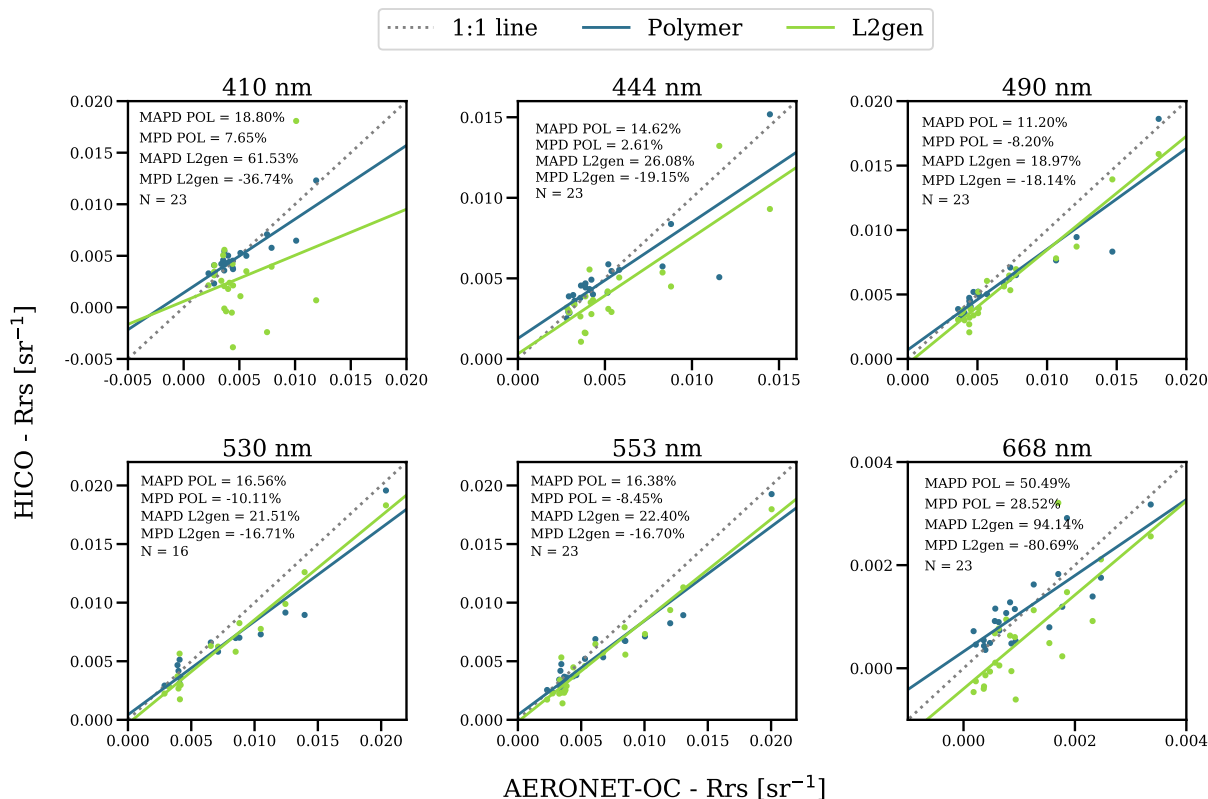 1:1 line Polymer L2gen
410 nm
MAPD POL = 18.80%
MPD POL = 7.65%
MAPD L2gen = 61.53%
MPD L2gen = -36.74%
N = 23
0.020
0.015
0.010
0.005
0.000
-0.005
-0.005 0.000 0.005 0.010 0.015 0.020
444 nm
MAPD POL = 14.62%
MPD POL = 2.61%
MAPD L2gen = 26.08%
MPD L2gen = -19.15%
N = 23
0.015
0.010
0.005
0.000
0.000 0.005 0.010 0.015
490 nm
MAPD POL = 11.20%
MPD POL = -8.20%
MAPD L2gen = 18.97%
MPD L2gen = -18.14%
N = 23
0.020
0.015
0.010
0.005
0.000
0.000 0.005 0.010 0.015 0.020
530 nm
MAPD POL = 16.56%
MPD POL = -10.11%
MAPD L2gen = 21.51%
MPD L2gen = -16.71%
N = 16
0.020
0.015
0.010
0.005
0.000
0.000 0.005 0.010 0.015 0.020
553 nm
MAPD POL = 16.38%
MPD POL = -8.45%
MAPD L2gen = 22.40%
MPD L2gen = -16.70%
N = 23
0.020
0.015
0.010
0.005
0.000
0.000 0.005 0.010 0.015 0.020
668 nm
MAPD POL = 50.49%
MPD POL = 28.52%
MAPD L2gen = 94.14%
MPD L2gen = -80.69%
N = 23
0.004
0.002
0.000
0.000 0.002 0.004
HICO - Rrs [sr⁻¹]
AERONET-OC - Rrs [sr⁻¹]